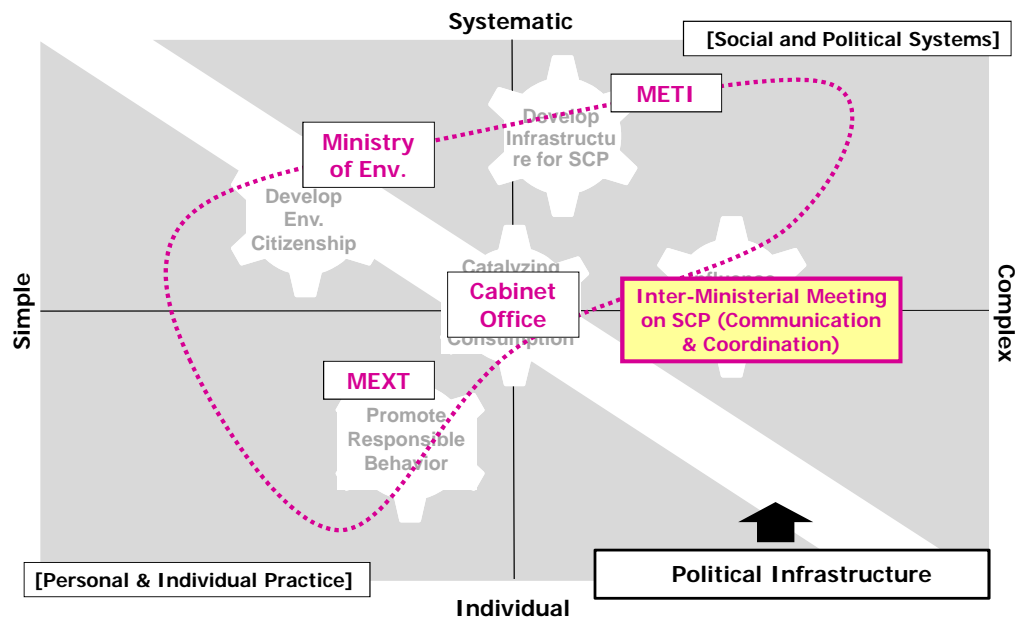 Systematic
[Social and Political Systems]
METI
Develop
Infrastructu
re for SCP
Ministry
of Env.
Develop
Env.
Citizenship
Catalyzing
Cabinet
Office
Consumption
Inter-Ministerial Meeting
on SCP (Communication
& Coordination)
Simple
Complex
MEXT
Promote
Responsible
Behavior
[Personal & Individual Practice]
Political Infrastructure
Individual